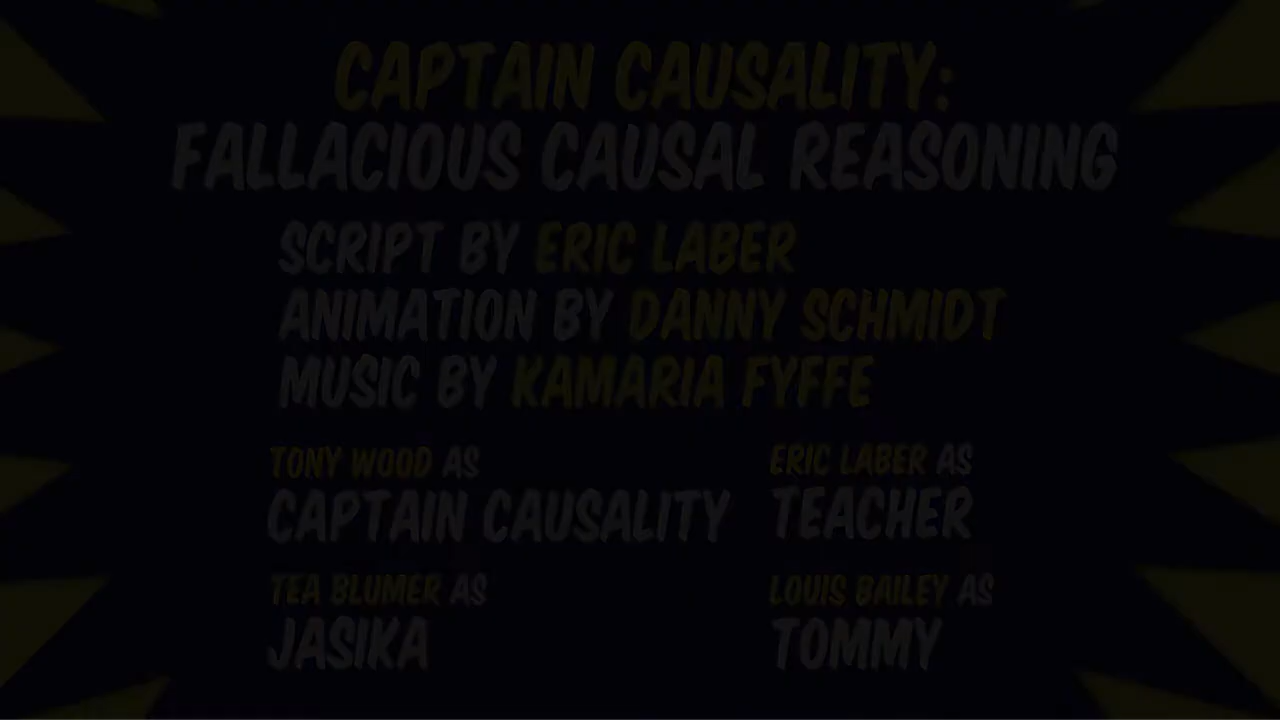 CAPTAIN CAUSALITY:
FALLACIOUS CAUSAL REASONING
SCRIPT BY ERIC LABER
ANIMATION BY DANNY SCHMIDT
MUSIC BY KAMARIA FYFFE
TONY WOOD AS
CAPTAIN CAUSALITY
ERIC LABER AS
TEACHER
TEA BLUMER AS
JASIKA
LOUIS BAILEY AS
TOMMY